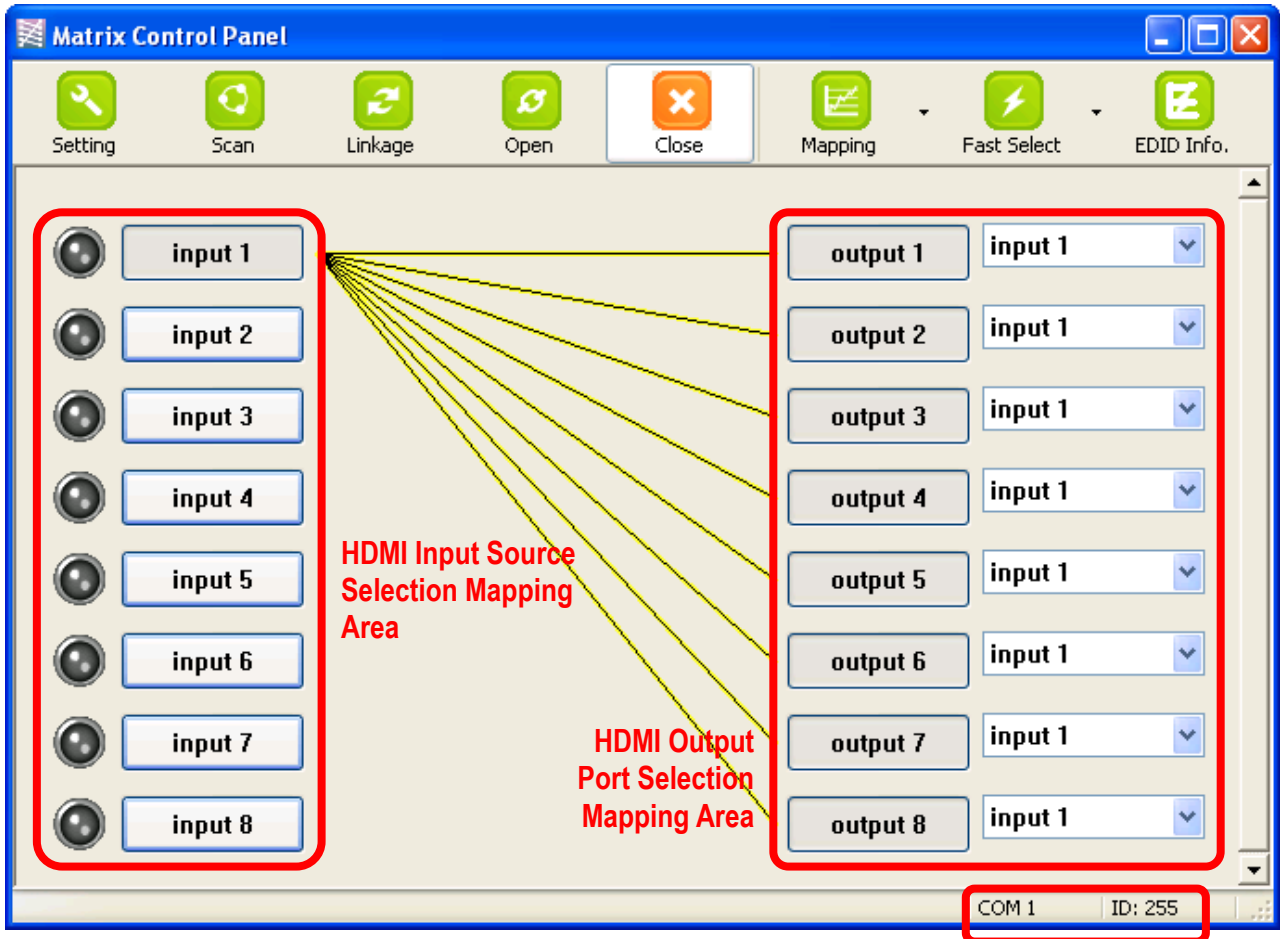 Matrix Control Panel
Setting Scan Linkage Open Close Mapping Fast Select EDID Info.
input 1 output 1 input 1
input 2 output 2 input 1
input 3 output 3 input 1
input 4 output 4 input 1
HDMI Input Source
Selection Mapping
Area
input 5 output 5 input 1
input 6 output 6 input 1
HDMI Output
Port Selection
Mapping Area
input 7 output 7 input 1
input 8 output 8 input 1
COM 1 ID: 255